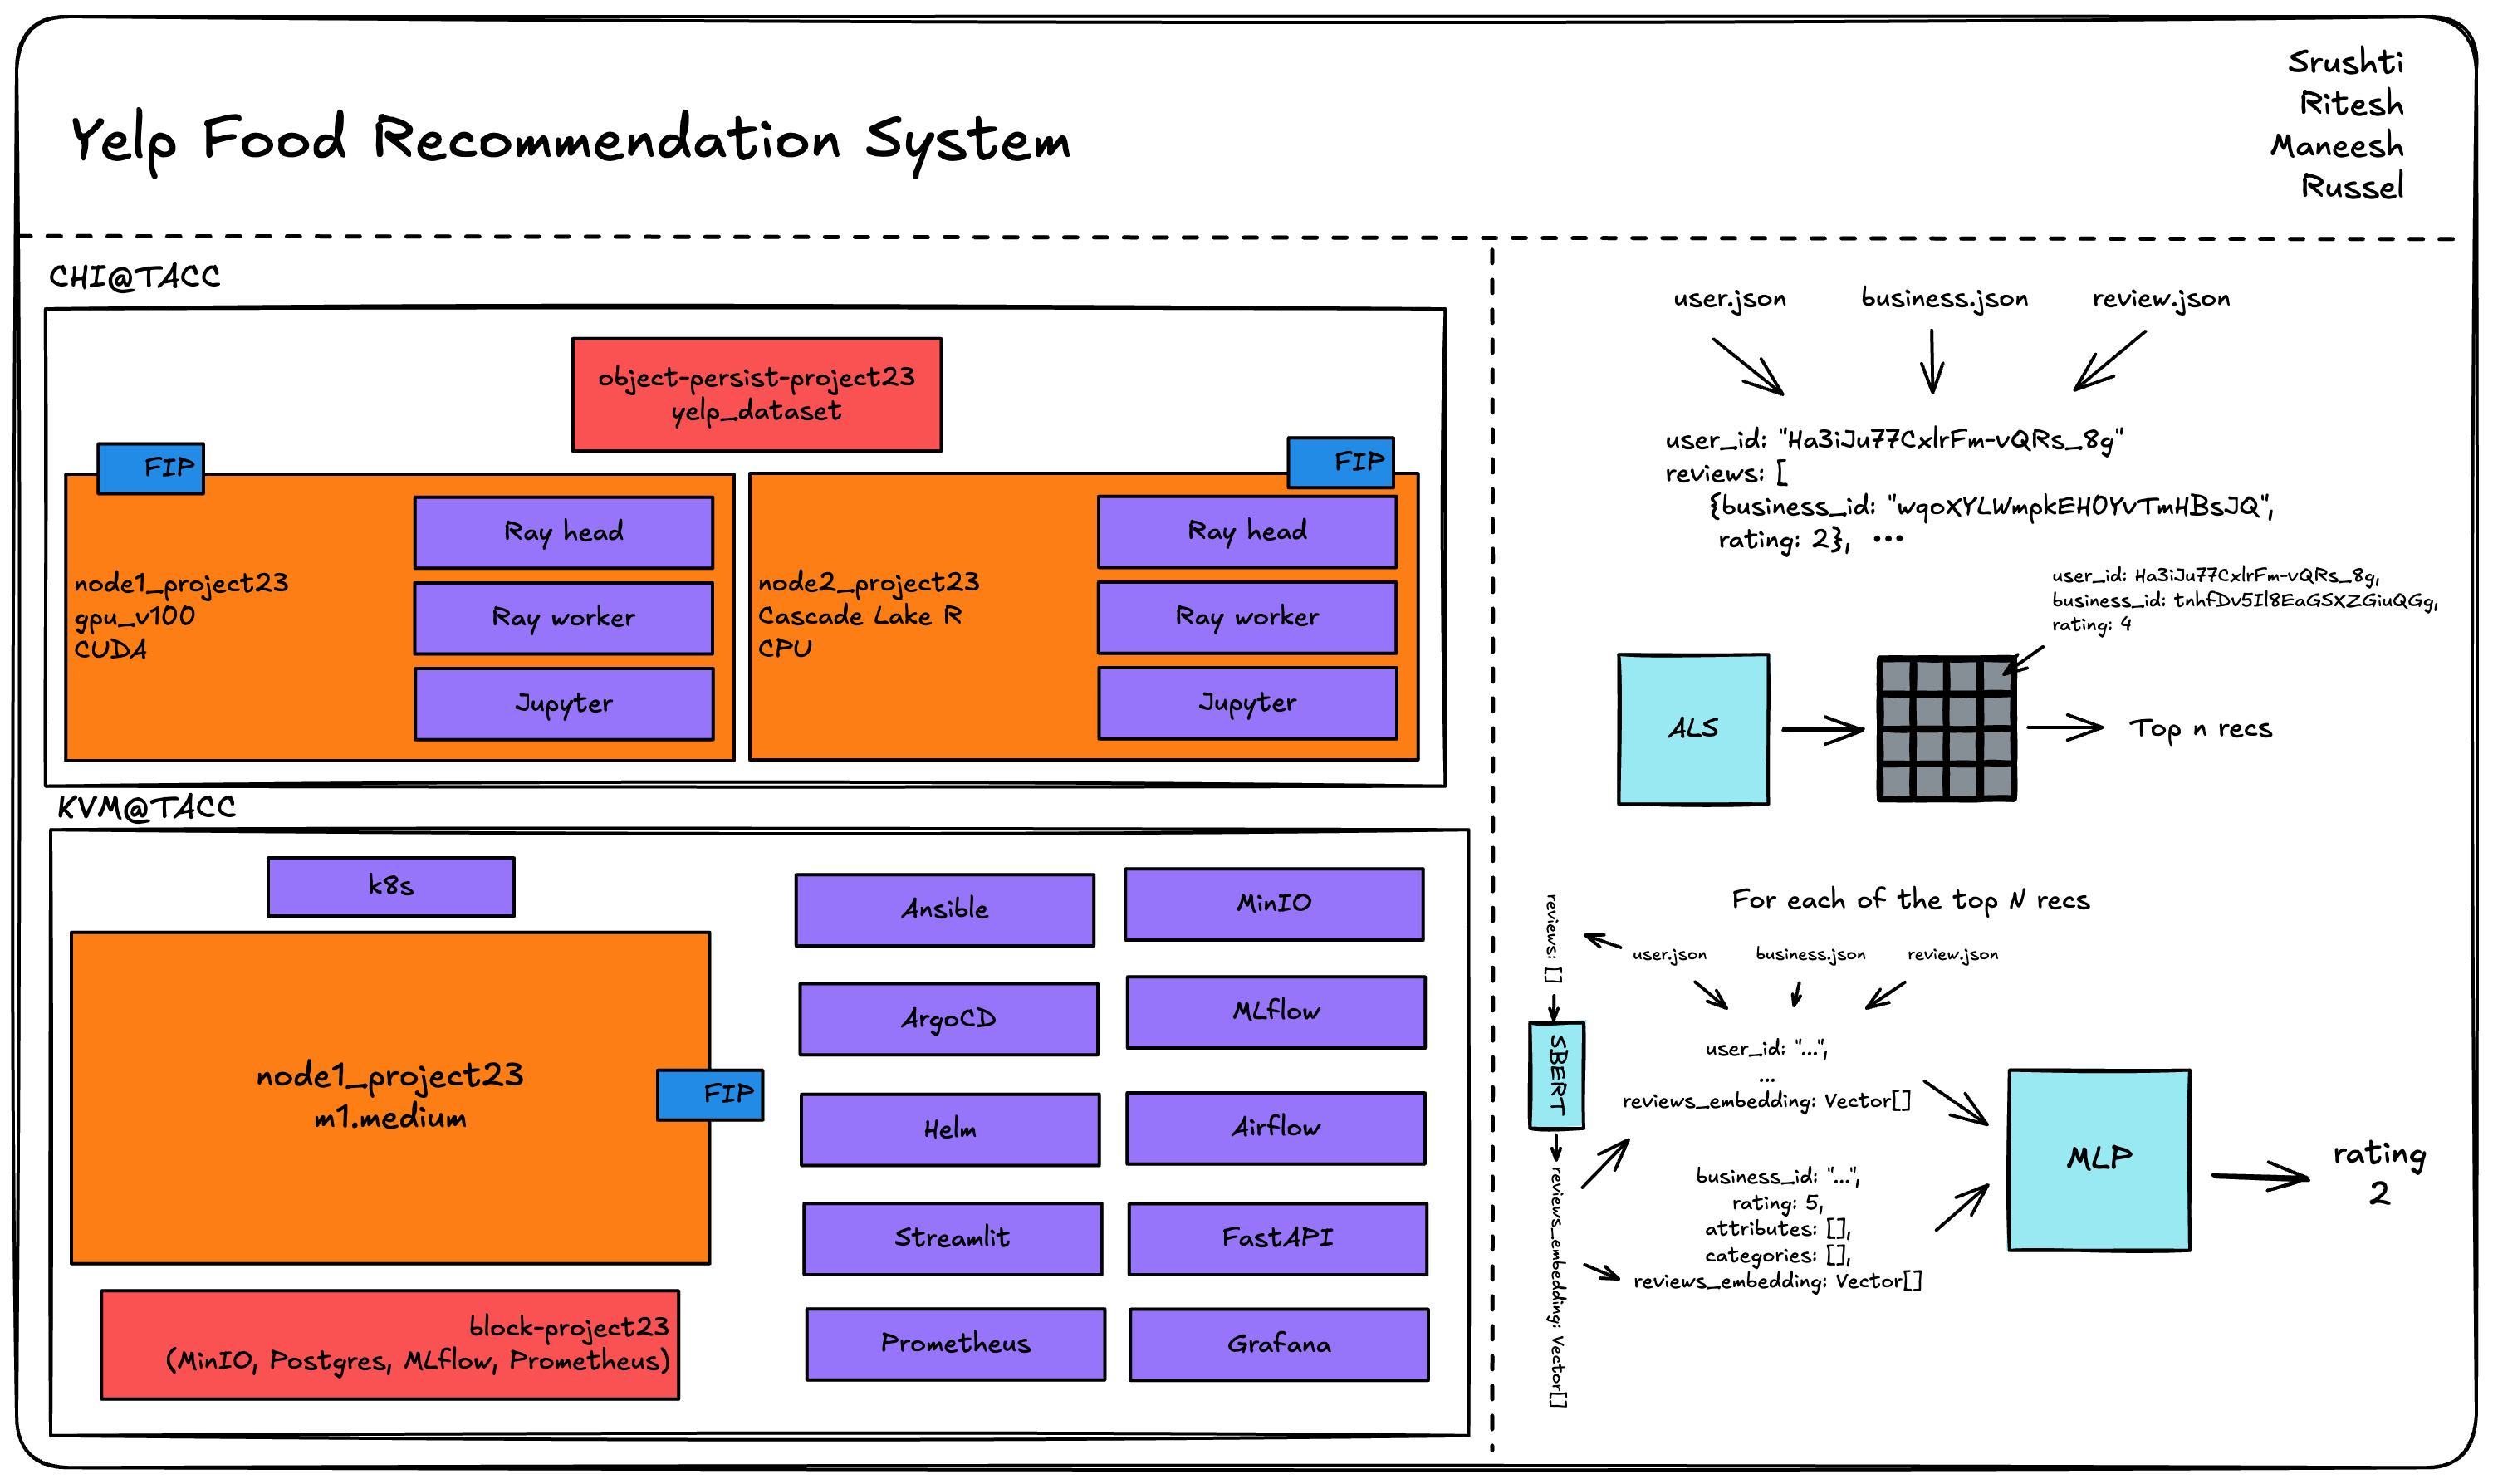 Yelp Food Recommendation System
Srushti
Ritesh
Maneesh
Russel
CHI@TACC
object-persist-project23
yelp_dataset
FIP
node1_project23
gpu_v100
CUDA
Ray head
Ray worker
Jupyter
FIP
node2_project23
Cascade Lake R
CPU
Ray head
Ray worker
Jupyter
KVM@TACC
k8s
node1_project23
m1.medium
FIP
block-project23
(MinIO, Postgres, MLflow, Prometheus)
Ansible
MinIO
ArgoCD
MLflow
Helm
Airflow
Streamlit
FastAPI
Prometheus
Grafana
user.json
business.json
review.json
user_id: "Ha3iJu77CxlrFm-vQRs_8g"
reviews: [
{business_id: "wqoXYLWmpkEHOYvTmHBsJQ",
rating: 2}, ...
user_id: Ha3iJu77CxlrFm-vQRs_8g,
business_id: tnhfDv5Il8EaGSXZGiuQGg,
rating: 4
ALS
Top n recs
For each of the top N recs
reviews: []
user.json
business.json
review.json
SBERT
reviews_embedding: Vector[]
user_id: "...",
...
reviews_embedding: Vector[]
business_id: "...",
rating: 5,
attributes: [],
categories: [],
reviews_embedding: Vector[]
MLP
rating
2